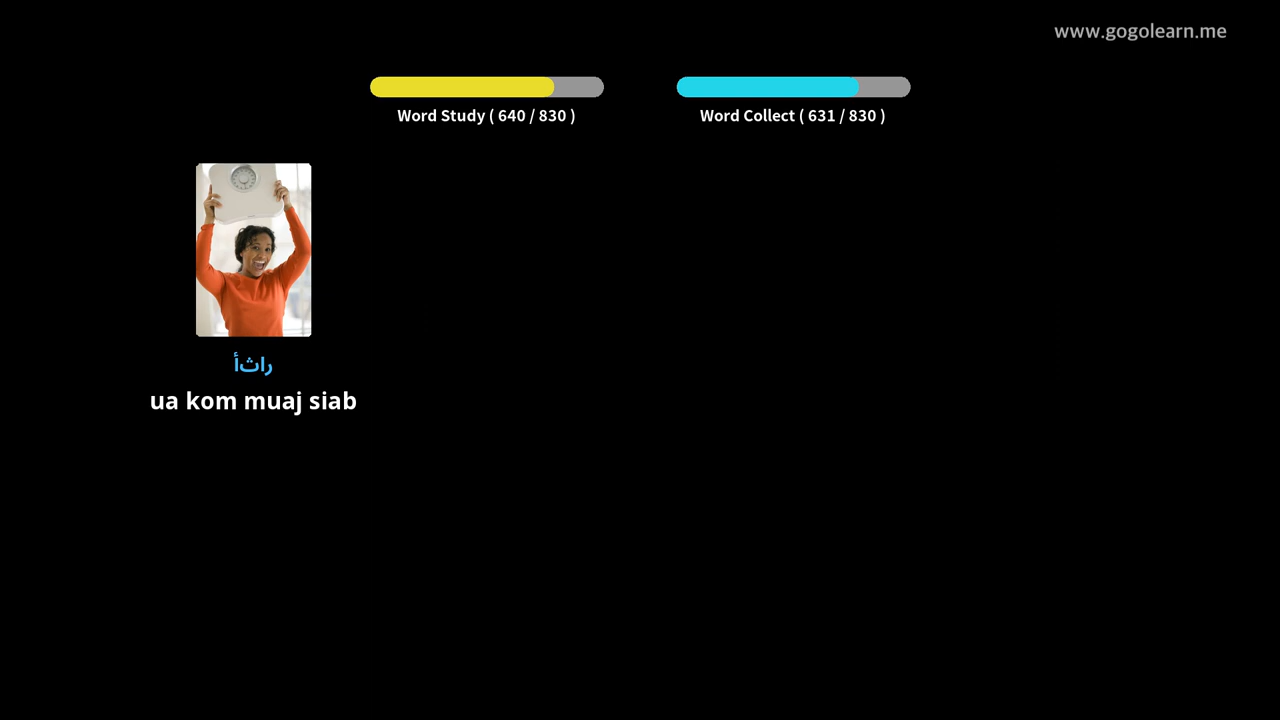 www.gogolearn.me
Word Study ( 640 / 830 )
Word Collect ( 631 / 830 )
راثأ
ua kom muaj siab